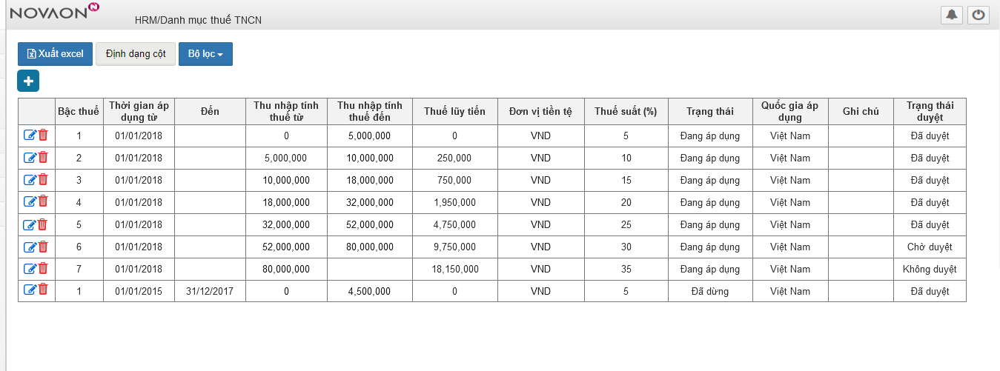 NOVAON
HRM/Danh mục thuế TNCN
Xuất excel Định dạng cột Bộ lọc
Bậc thuế Thời gian áp dụng từ Đến Thu nhập tính thuế từ Thu nhập tính thuế đến Thuế lũy tiến Đơn vị tiền tệ Thuế suất (%) Trạng thái Quốc gia áp dụng Ghi chú Trạng thái duyệt
1 01/01/2018 0 5,000,000 0 VND 5 Đang áp dụng Việt Nam Đã duyệt
2 01/01/2018 5,000,000 10,000,000 250,000 VND 10 Đang áp dụng Việt Nam Đã duyệt
3 01/01/2018 10,000,000 18,000,000 750,000 VND 15 Đang áp dụng Việt Nam Đã duyệt
4 01/01/2018 18,000,000 32,000,000 1,950,000 VND 20 Đang áp dụng Việt Nam Đã duyệt
5 01/01/2018 32,000,000 52,000,000 4,750,000 VND 25 Đang áp dụng Việt Nam Đã duyệt
6 01/01/2018 52,000,000 80,000,000 9,750,000 VND 30 Đang áp dụng Việt Nam Chờ duyệt
7 01/01/2018 80,000,000 18,150,000 VND 35 Đang áp dụng Việt Nam Không duyệt
1 01/01/2015 31/12/2017 0 4,500,000 0 VND 5 Đã dừng Việt Nam Đã duyệt